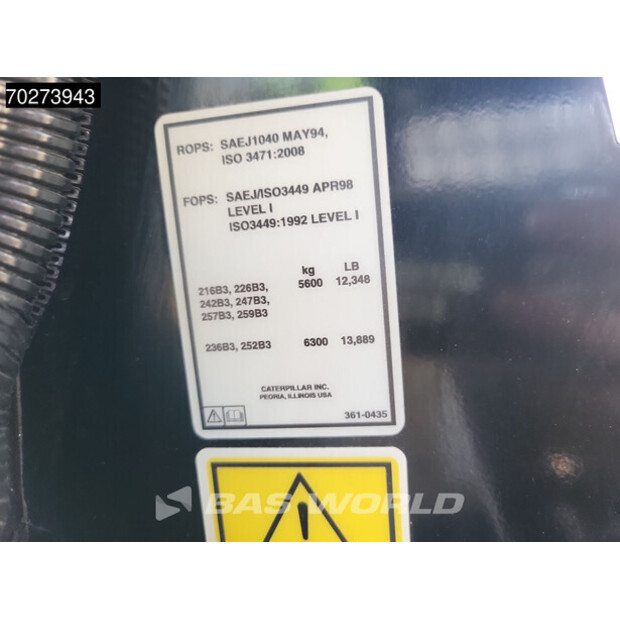 70273943
ROPS: SAEJ1040 MAY94,
ISO 3471:2008
FOPS: SAEJ/ISO3449 APR98
LEVEL I
ISO3449:1992 LEVEL I
kg LB
216B3, 226B3, 5600 12,348
242B3, 247B3,
257B3, 259B3
236B3, 252B3 6300 13,889
CATERPILLAR INC.
PEORIA, ILLINOIS USA
361-0435
BAS WORLD